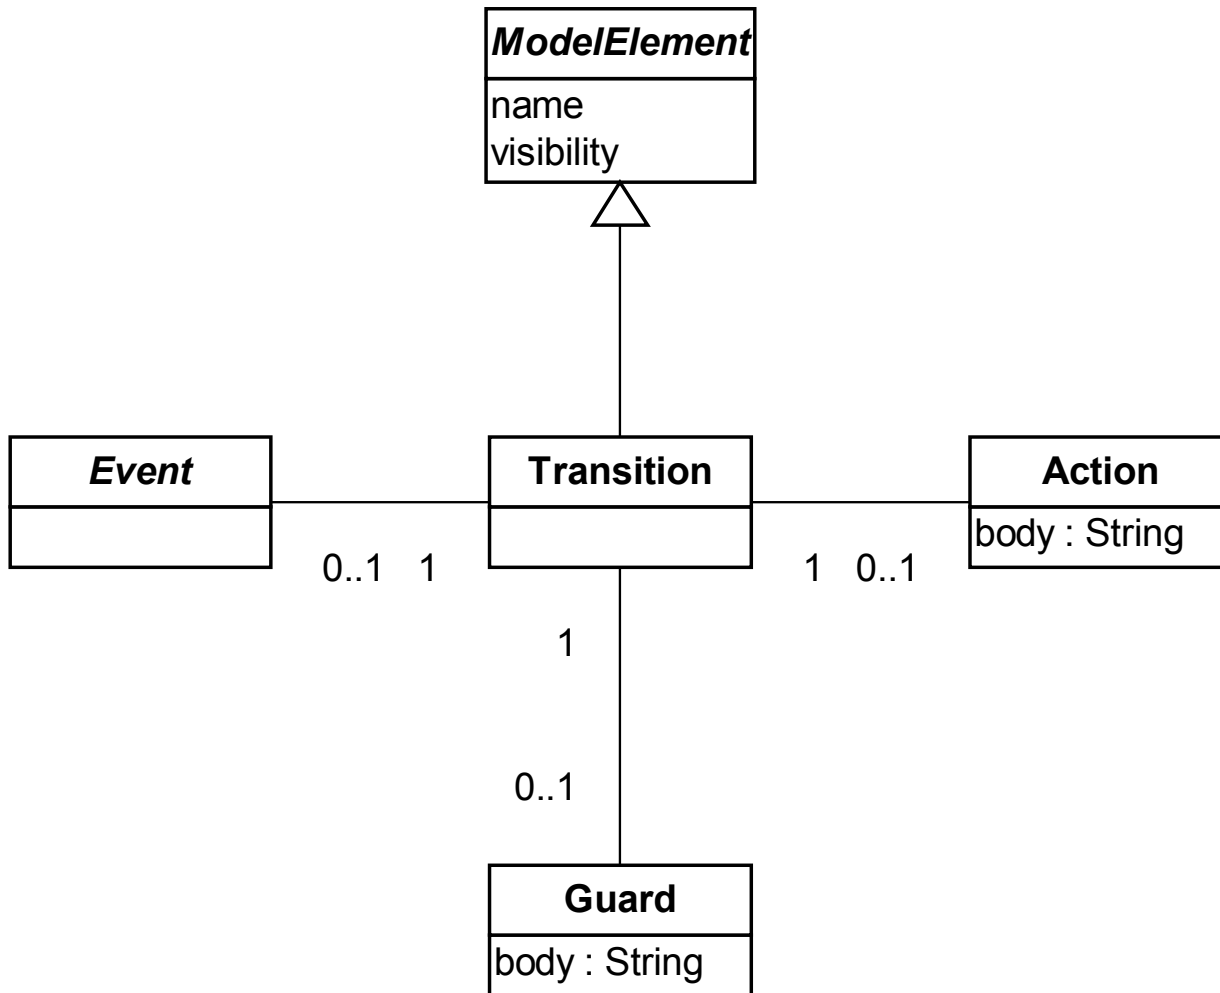 ModelElement
name
visibility
Event
Transition
Action
body : String
0..1
1
1
0..1
1
0..1
Guard
body : String